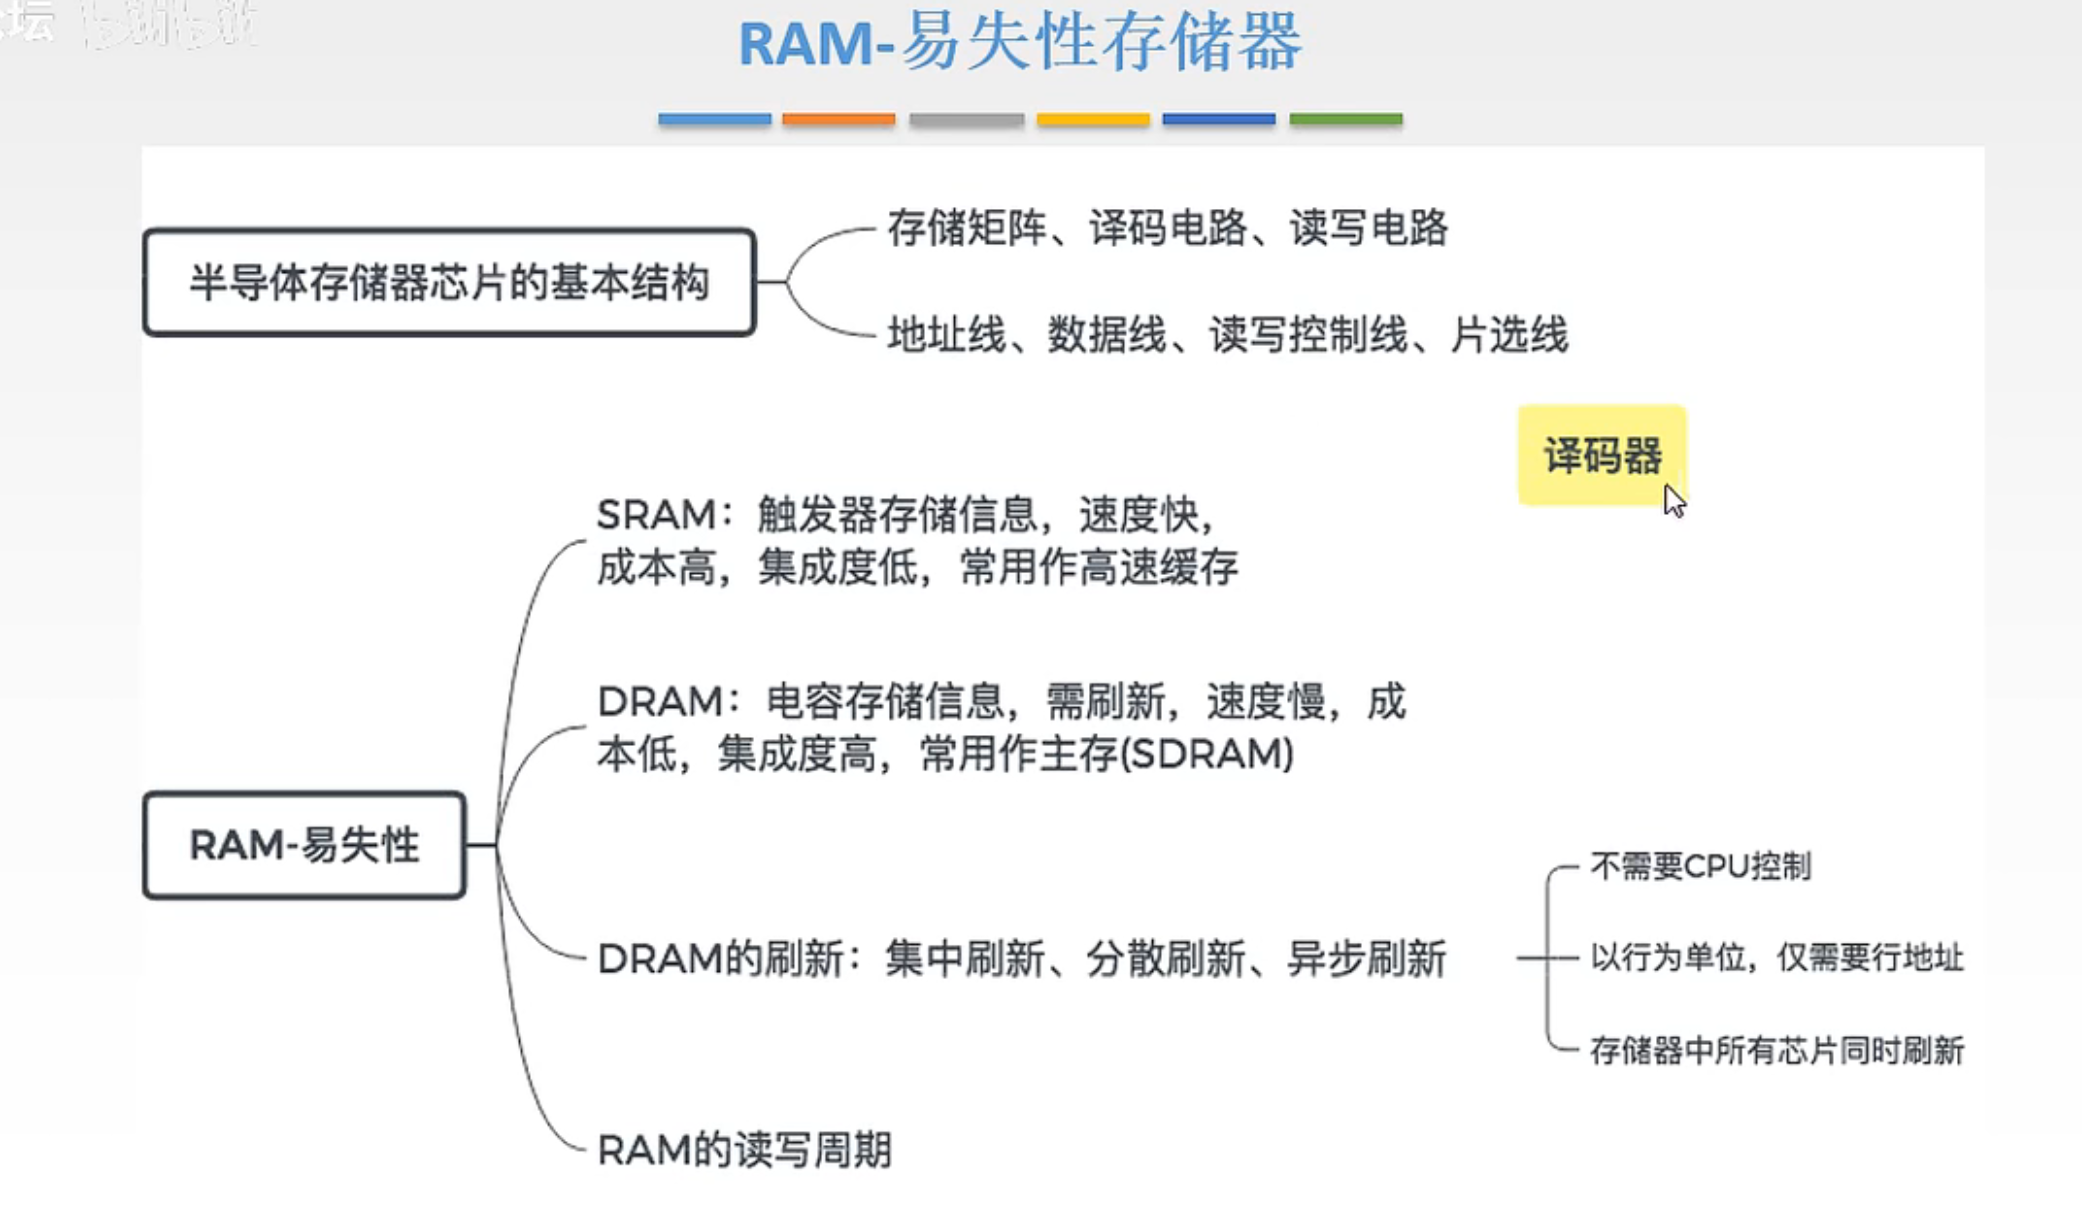 坛
RAM-易失性存储器
半导体存储器芯片的基本结构
存储矩阵、译码电路、读写电路
地址线、数据线、读写控制线、片选线
译码器
RAM-易失性
SRAM：触发器存储信息，速度快，
成本高，集成度低，常用作高速缓存
DRAM：电容存储信息，需刷新，速度慢，成
本低，集成度高，常用作主存(SDRAM)
DRAM的刷新：集中刷新、分散刷新、异步刷新
不需要CPU控制
以行为单位，仅需要行地址
存储器中所有芯片同时刷新
RAM的读写周期